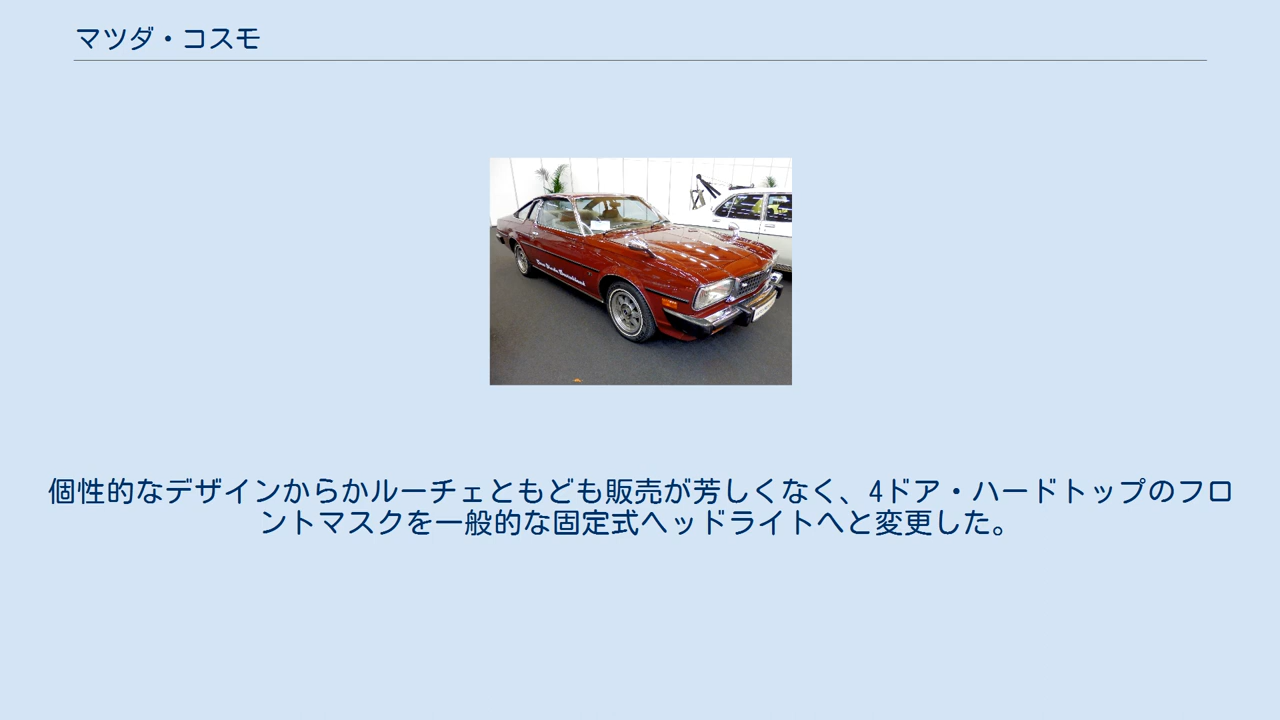 マツダ・コスモ
個性的なデザインからかルーチェともども販売が芳しくなく、4ドア・ハードトップのフロ
ントマスクを一般的な固定式ヘッドライトへと変更した。